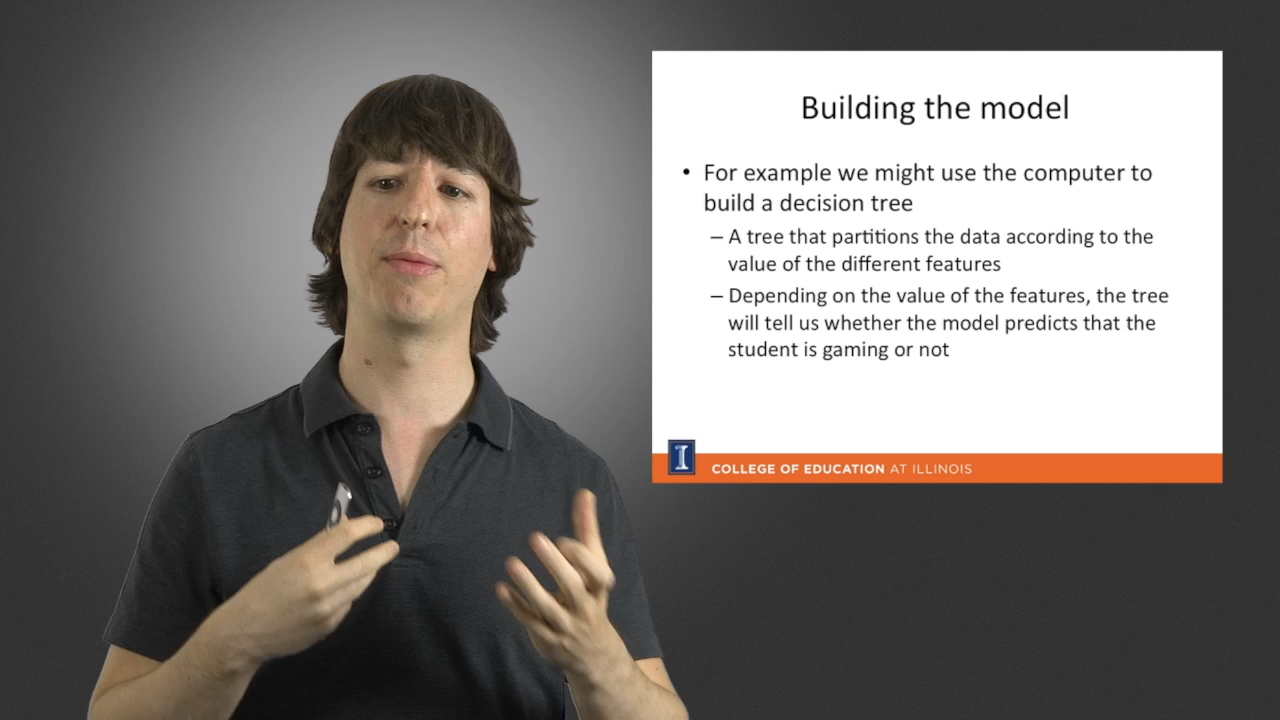 Building the model
• For example we might use the computer to
build a decision tree
– A tree that partitions the data according to the
value of the different features
– Depending on the value of the features, the tree
will tell us whether the model predicts that the
student is gaming or not
I
COLLEGE OF EDUCATION AT ILLINOIS